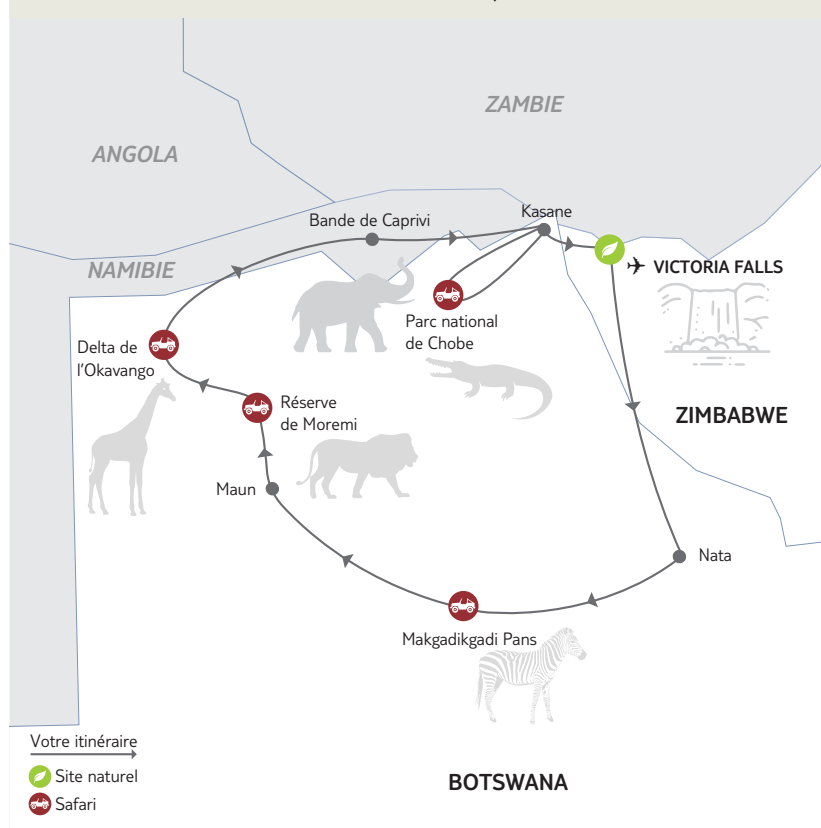 ZAMBIE
ANGOLA
Kasane
Bande de Caprivi
NAMIBIE
VICTORIA FALLS
Parc national
de Chobe
Delta de
l'Okavango
Réserve
de Moremi
ZIMBABWE
Maun
Nata
Makgadikgadi Pans
Votre itinéraire
Site naturel
Safari
BOTSWANA